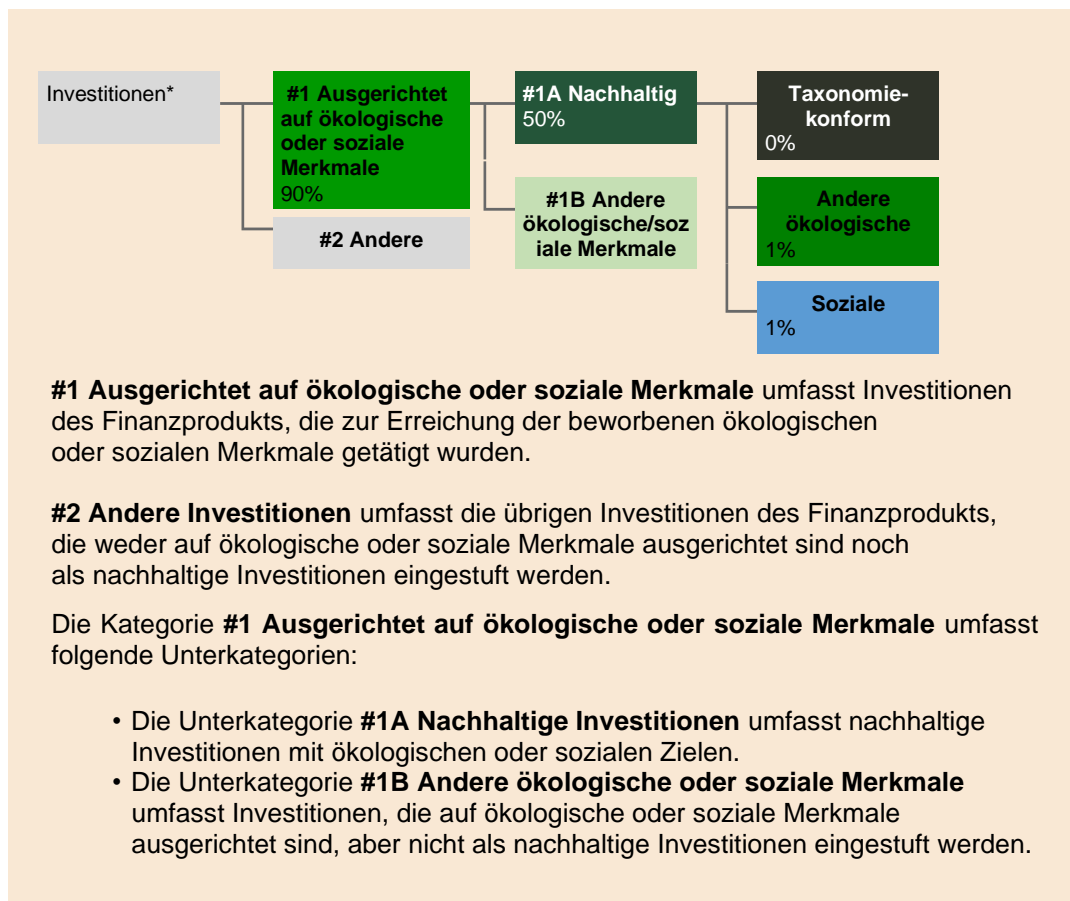 Investitionen*
#1 Ausgerichtet
auf ökologische
oder soziale
Merkmale
90%
#2 Andere
#1A Nachhaltig
50%
#1B Andere
ökologische/soz
iale Merkmale
Taxonomie-
konform
0%
Andere
ökologische
1%
Soziale
1%
#1 Ausgerichtet auf ökologische oder soziale Merkmale umfasst Investitionen
des Finanzprodukts, die zur Erreichung der beworbenen ökologischen
oder sozialen Merkmale getätigt wurden.
#2 Andere Investitionen umfasst die übrigen Investitionen des Finanzprodukts,
die weder auf ökologische oder soziale Merkmale ausgerichtet sind noch
als nachhaltige Investitionen eingestuft werden.
Die Kategorie #1 Ausgerichtet auf ökologische oder soziale Merkmale umfasst
folgende Unterkategorien:
• Die Unterkategorie #1A Nachhaltige Investitionen umfasst nachhaltige
Investitionen mit ökologischen oder sozialen Zielen.
• Die Unterkategorie #1B Andere ökologische oder soziale Merkmale
umfasst Investitionen, die auf ökologische oder soziale Merkmale
ausgerichtet sind, aber nicht als nachhaltige Investitionen eingestuft werden.